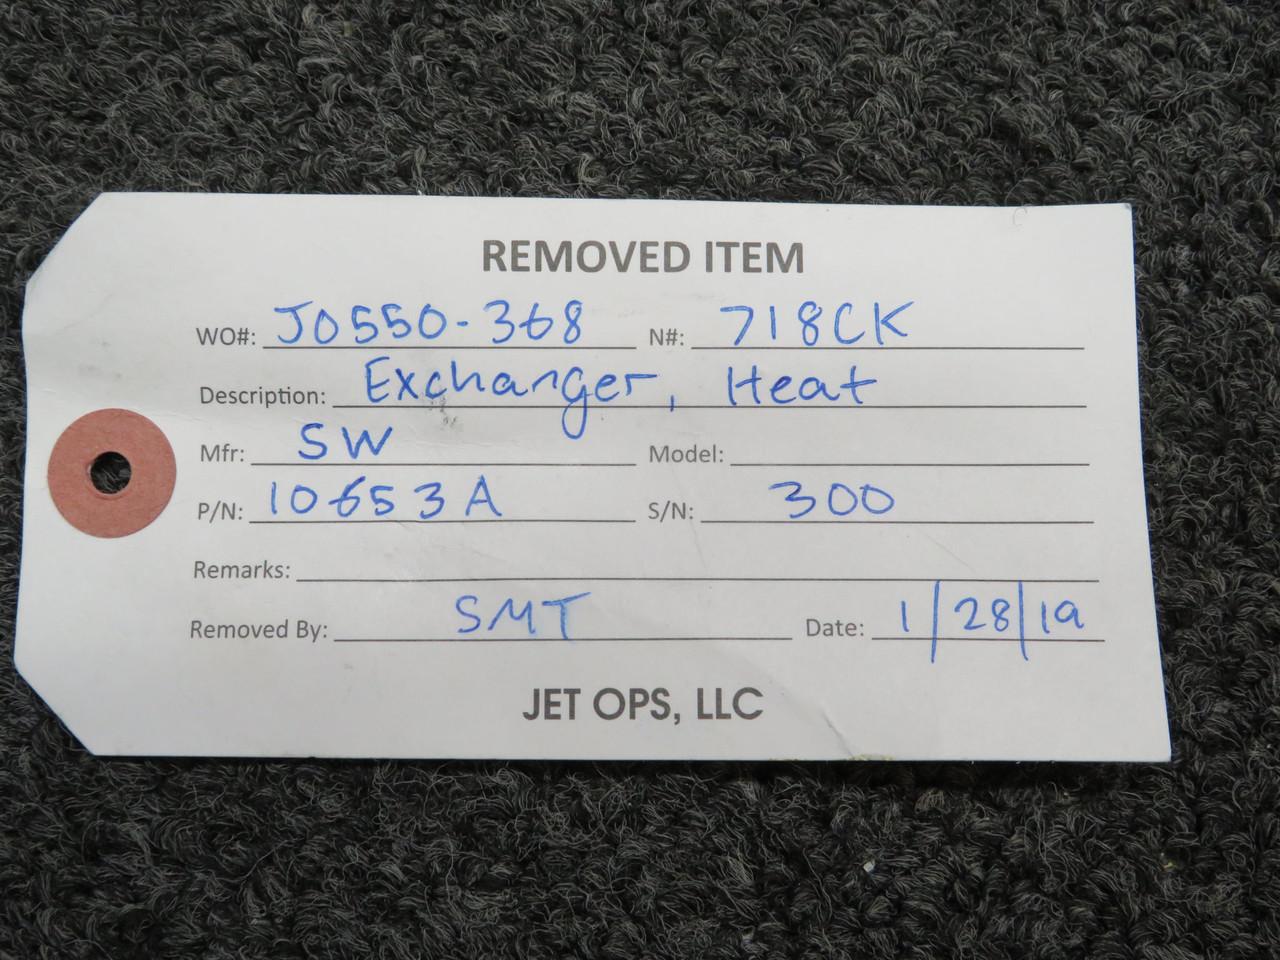 REMOVED ITEM
WO#: J0550-368 N#: 718CK
Description: Exchanger, Heat
Mfr: SW Model:
P/N: 10653A S/N: 300
Remarks:
Removed By: SMT Date: 1/28/19
JET OPS, LLC